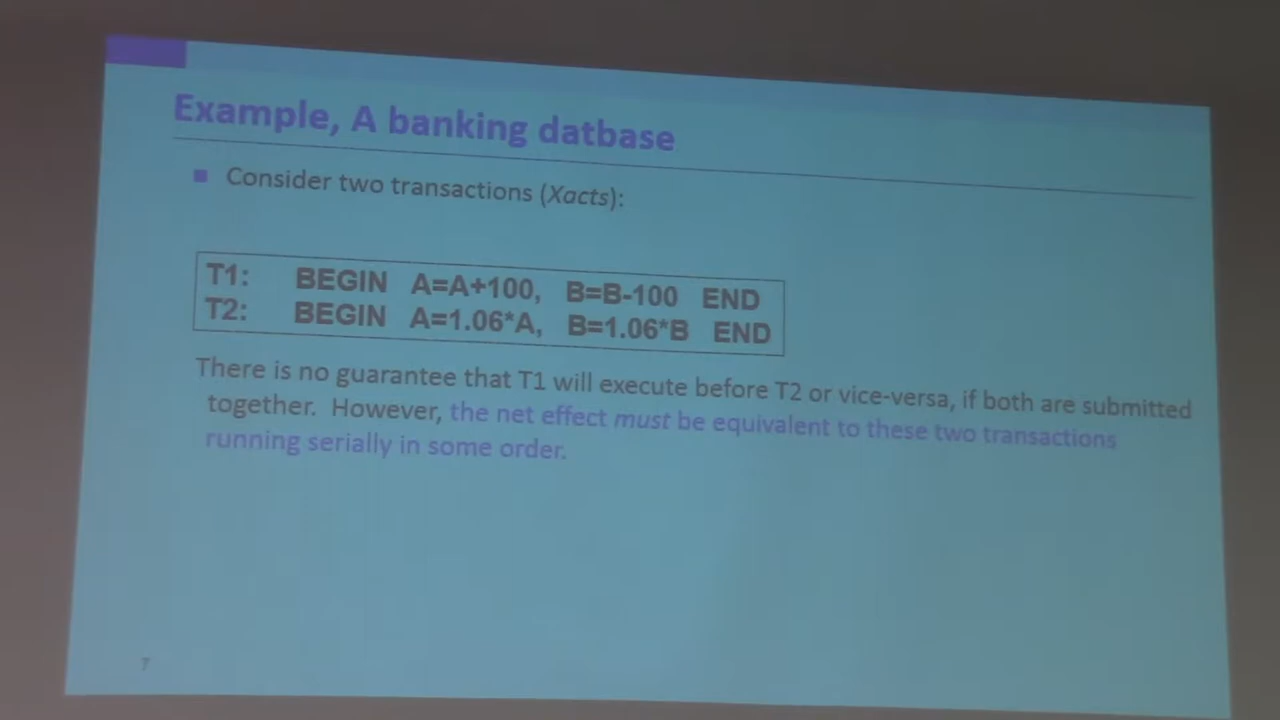 Example, A banking datbase
Consider two transactions (Xacts):
T1: BEGIN A=A+100, B=B-100 END
T2: BEGIN A=1.06*A, B=1.06*B END
There is no guarantee that T1 will execute before T2 or vice-versa, if both are submitted
together. However, the net effect must be equivalent to these two transactions
running serially in some order.
7